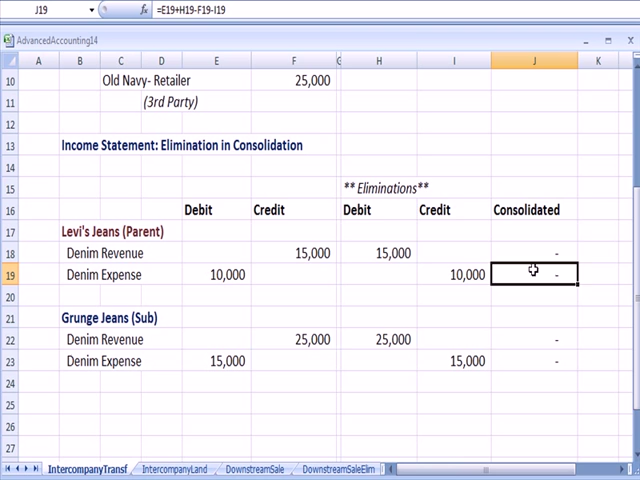 J19 fx =E19+H19-F19-I19
AdvancedAccounting14
A B C D E F G H I J K
10 Old Navy- Retailer 25,000
11 (3rd Party)
12
13 Income Statement: Elimination in Consolidation
14
15 ** Eliminations**
16 Debit Credit Debit Credit Consolidated
17 Levi's Jeans (Parent)
18 Denim Revenue 15,000 15,000 -
19 Denim Expense 10,000 10,000 -
20
21 Grunge Jeans (Sub)
22 Denim Revenue 25,000 25,000 -
23 Denim Expense 15,000 15,000 -
24
25
26
27
IntercompanyTransf IntercompanyLand DownstreamSale DownstreamSaleElim